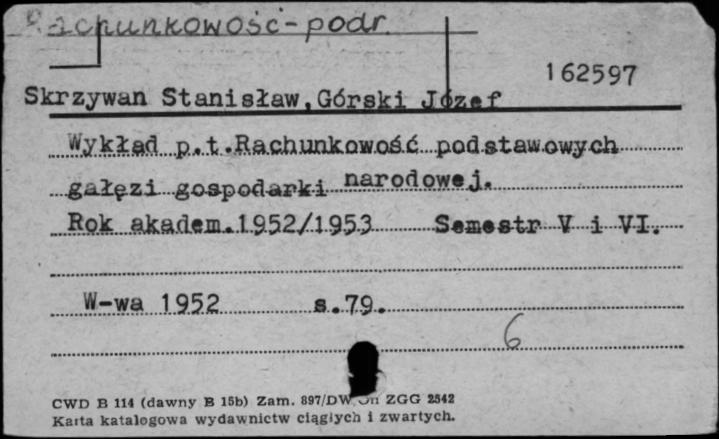 Rachunkowość-podr.
162597
Skrzywan Stanisław,Górski Józef
Wykład p.t.Rachunkowość podstawowych
gałęzi gospodarki narodowej.
Rok akadem.1952/1953 Semestr V i VI.
W-wa 1952 s.79.
6
CWD B 114 (dawny B 15b) Zam. 897/DW ZGG 2542
Karta katalogowa wydawnictw ciągłych i zwartych.